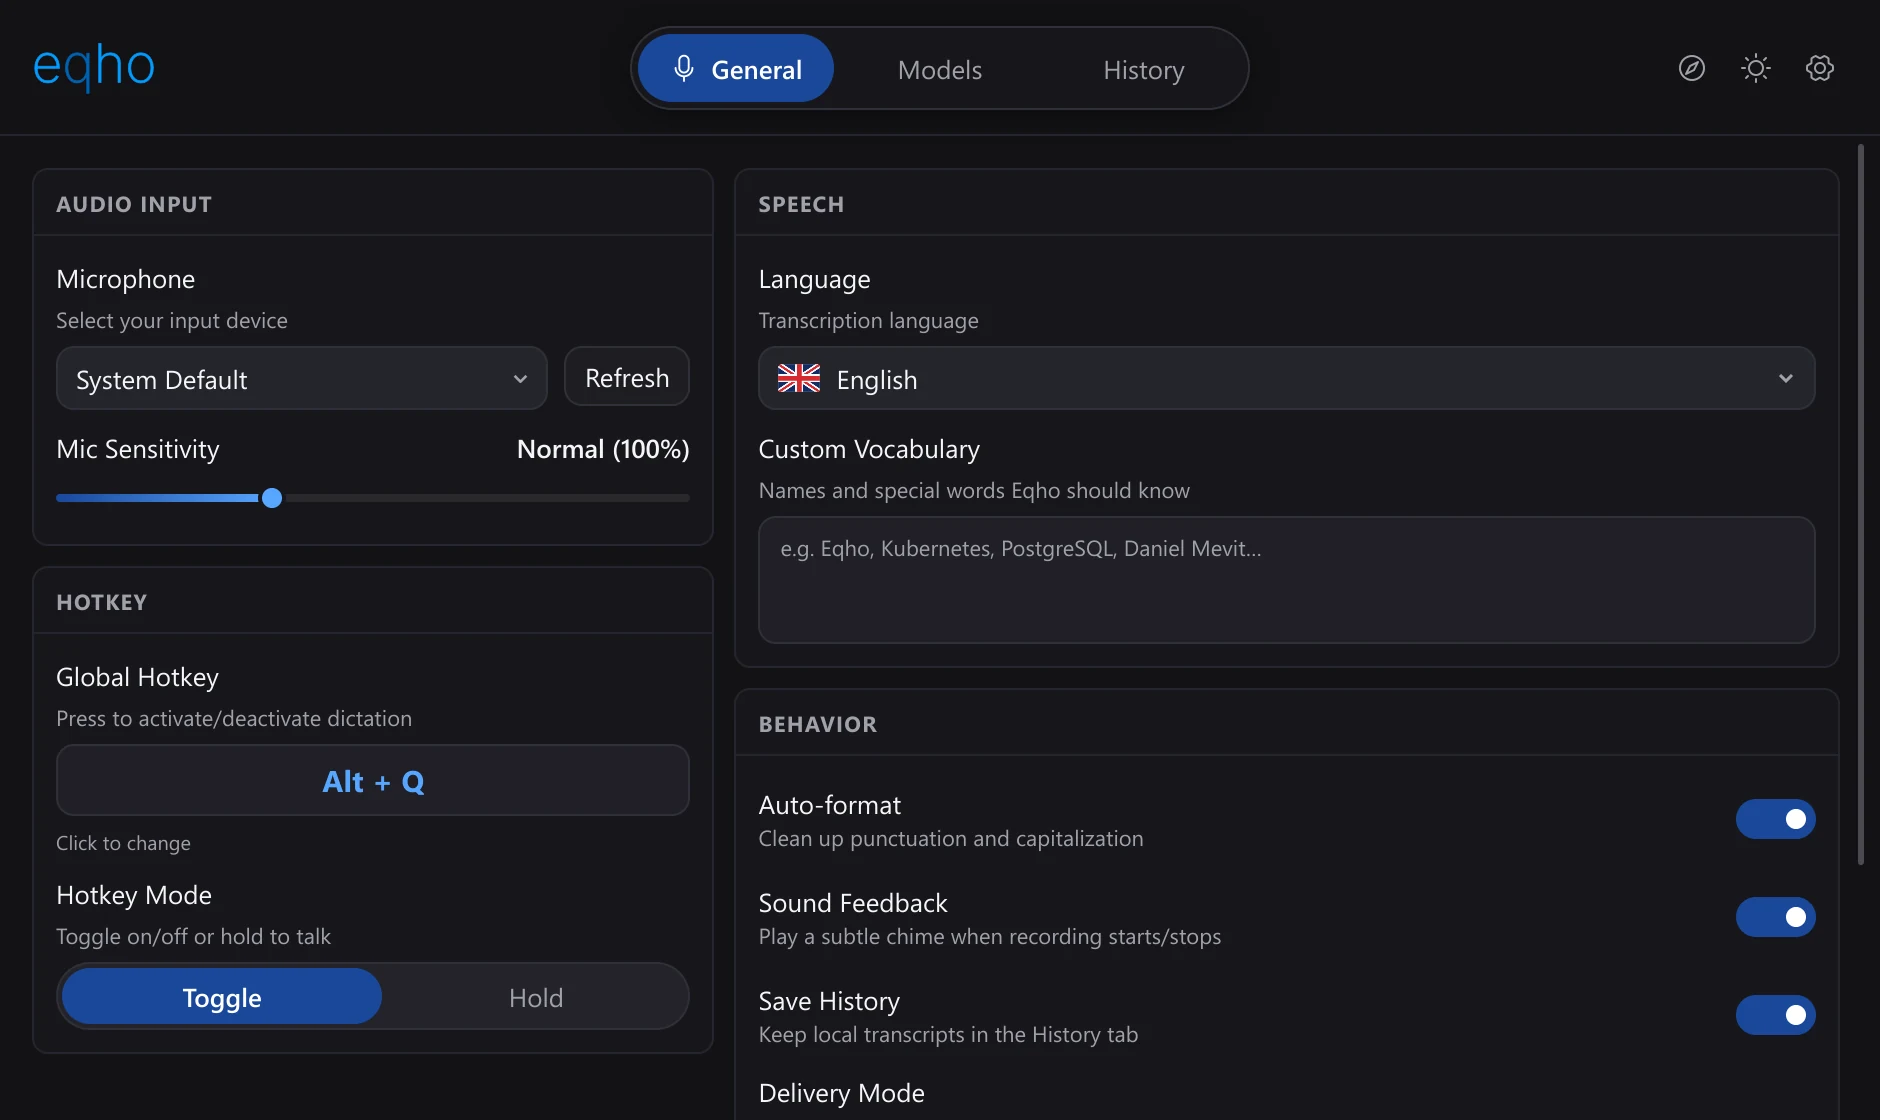 eqho
General
Models
History
AUDIO INPUT
Microphone
Select your input device
System Default
Refresh
Mic Sensitivity
Normal (100%)
HOTKEY
Global Hotkey
Press to activate/deactivate dictation
Alt + Q
Click to change
Hotkey Mode
Toggle on/off or hold to talk
Toggle
Hold
SPEECH
Language
Transcription language
English
Custom Vocabulary
Names and special words Eqho should know
e.g. Eqho, Kubernetes, PostgreSQL, Daniel Mevit...
BEHAVIOR
Auto-format
Clean up punctuation and capitalization
Sound Feedback
Play a subtle chime when recording starts/stops
Save History
Keep local transcripts in the History tab
Delivery Mode